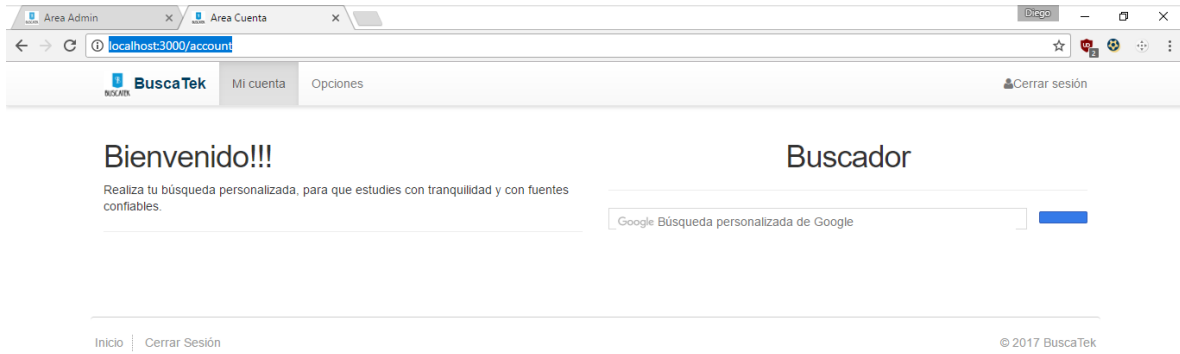 Area Admin
Area Cuenta
Diego
localhost:3000/account
2
BUSCATEK
BuscaTek
Mi cuenta
Opciones
Cerrar sesión
Bienvenido!!!
Realiza tu búsqueda personalizada, para que estudies con tranquilidad y con fuentes
confiables.
Buscador
Google Búsqueda personalizada de Google
Inicio
Cerrar Sesión
© 2017 BuscaTek